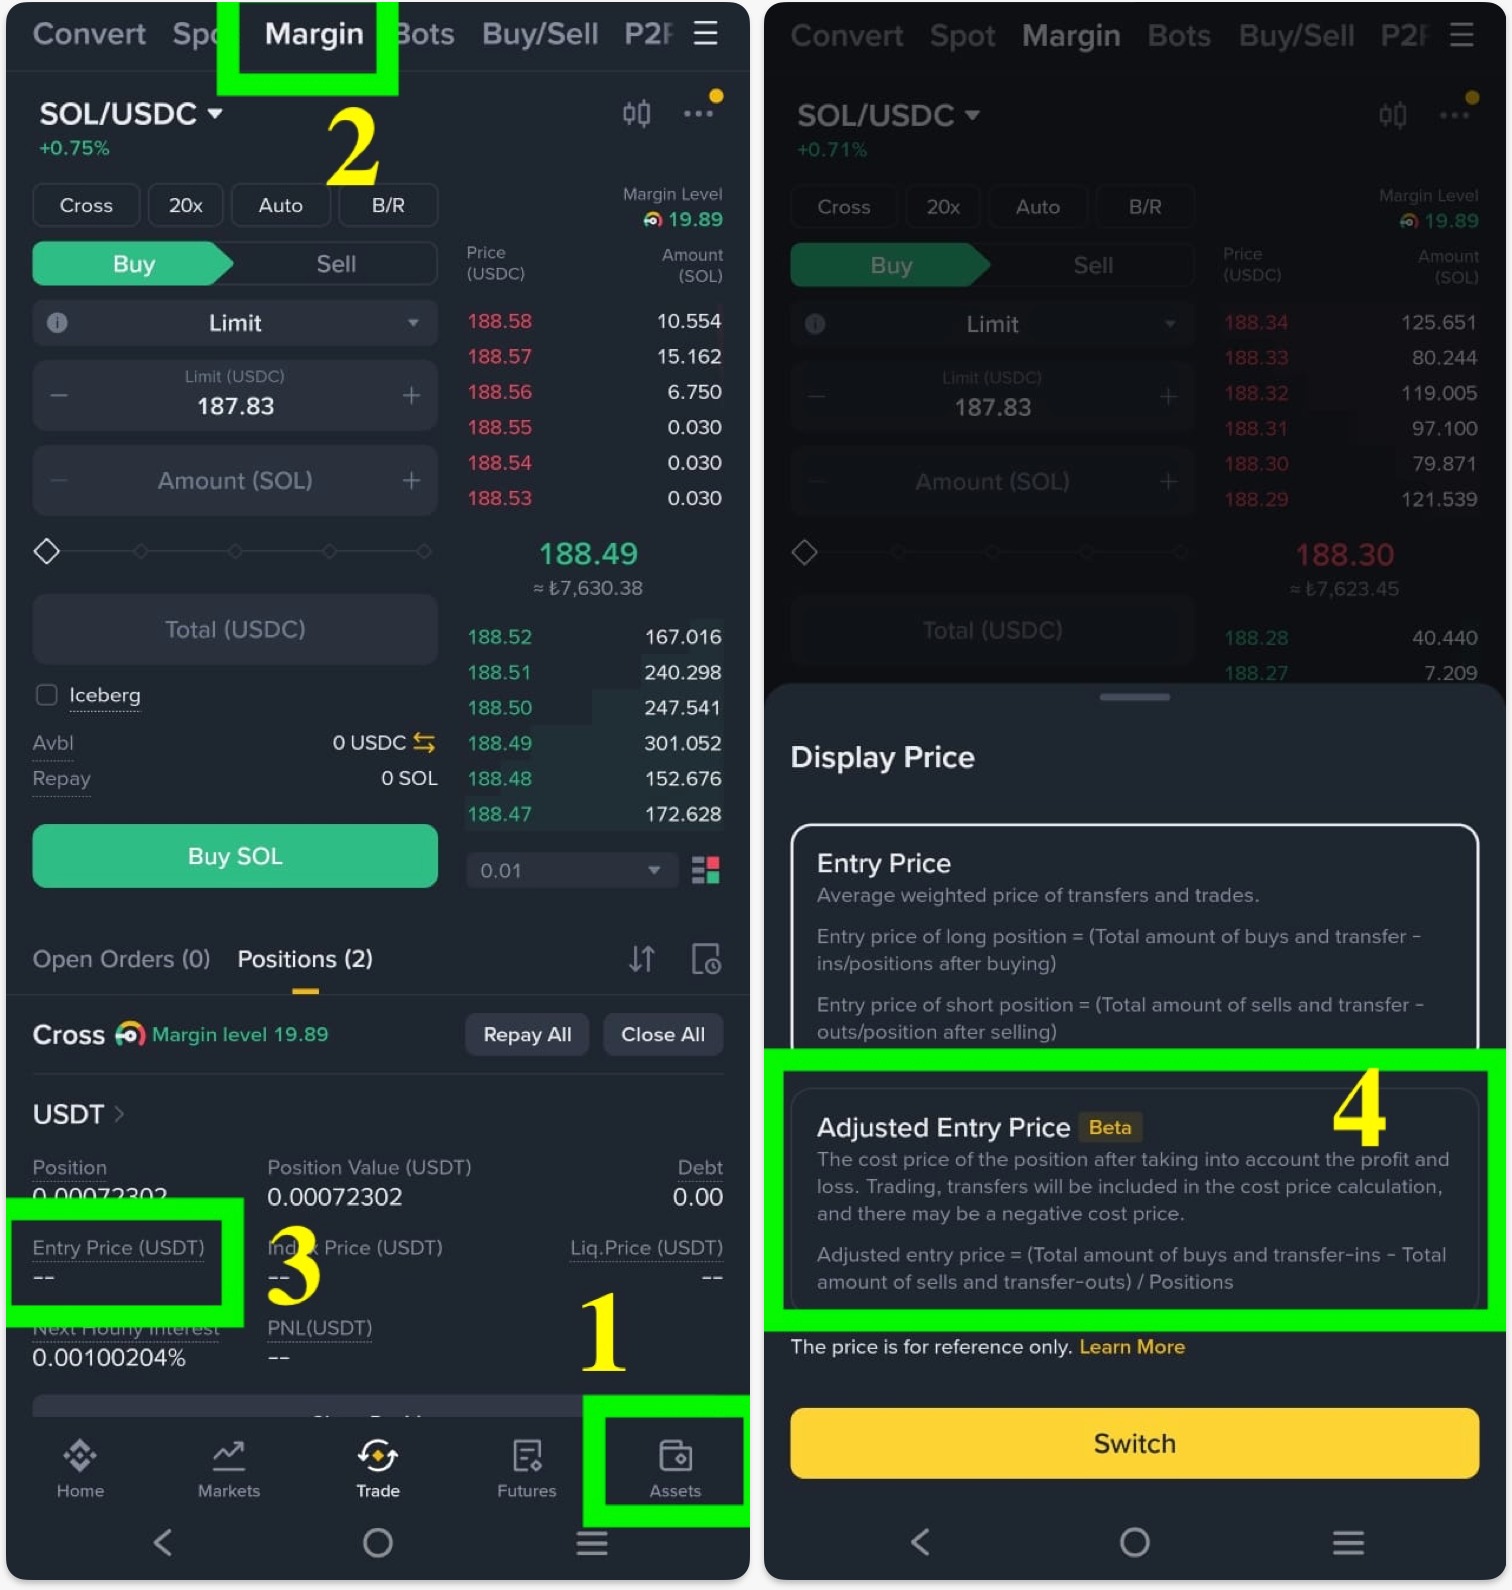 Convert Spo Margin Bots Buy/Sell P2P
2
SOL/USDC
+0.75%
Cross 20x Auto B/R
Margin Level
19.89
Buy Sell
Price (USDC) Amount (SOL)
Limit
Limit (USDC)
187.83
Amount (SOL)
Total (USDC)
Iceberg
Avbl 0 USDC
Repay 0 SOL
Buy SOL
188.58 10.554
188.57 15.162
188.56 6.750
188.55 0.030
188.54 0.030
188.53 0.030
188.49
≈ ₺7,630.38
188.52 167.016
188.51 240.298
188.50 247.541
188.49 301.052
188.48 152.676
188.47 172.628
0.01
Open Orders (0) Positions (2)
Cross Margin level 19.89 Repay All Close All
USDT
Position Position Value (USDT) Debt
0.00072302 0.00072302 0.00
Entry Price (USDT) Index Price (USDT) Liq.Price (USDT)
-- -- --
3
1
Next Hourly Interest PNL(USDT)
0.00100204% --
Home Markets Trade Futures Assets
Convert Spot Margin Bots Buy/Sell P2P
SOL/USDC
+0.71%
Cross 20x Auto B/R
Margin Level
19.89
Buy Sell
Price (USDC) Amount (SOL)
Limit
Limit (USDC)
187.83
Amount (SOL)
Total (USDC)
188.34 125.651
188.33 80.244
188.32 119.005
188.31 97.100
188.30 79.871
188.29 121.539
188.30
≈ ₺7,623.45
188.28 40.440
188.27 7.209
Display Price
Entry Price
Average weighted price of transfers and trades.
Entry price of long position = (Total amount of buys and transfer -
ins/positions after buying)
Entry price of short position = (Total amount of sells and transfer -
outs/position after selling)
4
Adjusted Entry Price Beta
The cost price of the position after taking into account the profit and
loss. Trading, transfers will be included in the cost price calculation,
and there may be a negative cost price.
Adjusted entry price = (Total amount of buys and transfer-ins - Total
amount of sells and transfer-outs) / Positions
The price is for reference only. Learn More
Switch